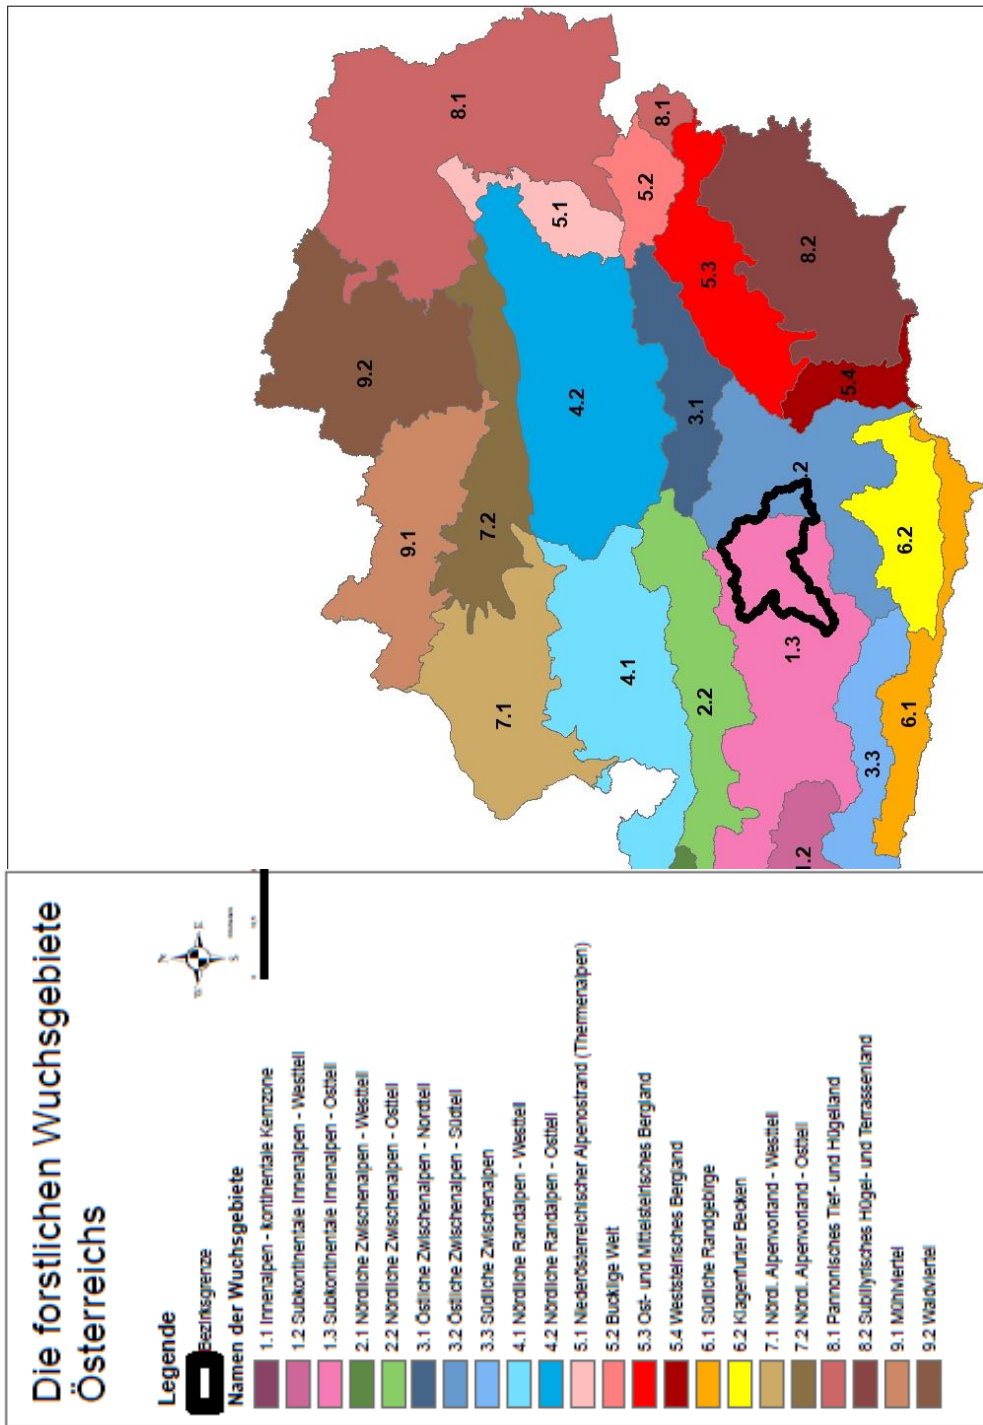 Die forstlichen Wuchsgebiete
Österreichs
N
W
E
S
Legende
Bezirksgrenze
Namen der Wuchsgebiete
1.1 Innenalpen - kontinentale Kernzone
1.2 Subkontinentale Innenalpen - Westteil
1.3 Subkontinentale Innenalpen - Ostteil
2.1 Nördliche Zwischenalpen - Westteil
2.2 Nördliche Zwischenalpen - Ostteil
3.1 Östliche Zwischenalpen - Nordteil
3.2 Östliche Zwischenalpen - Südteil
3.3 Südliche Zwischenalpen
4.1 Nördliche Randalpen - Westteil
4.2 Nördliche Randalpen - Ostteil
5.1 Niederösterreichischer Alpenostrand (Thermenalpen)
5.2 Bucklige Welt
5.3 Ost- und Mittelsteirisches Bergland
5.4 Weststeirisches Bergland
6.1 Südliche Randgebirge
6.2 Klagenfurter Becken
7.1 Nördl. Alpenvorland - Westteil
7.2 Nördl. Alpenvorland - Ostteil
8.1 Pannonisches Tief- und Hügelland
8.2 Subillyrisches Hügel- und Terrassenland
9.1 Mühlviertel
9.2 Waldviertel
9.2
8.1
9.1
7.2
7.1
5.1
4.2
4.1
8.1
5.2
5.3
3.1
2.2
8.2
5.4
.2
1.3
1.2
6.2
3.3
6.1